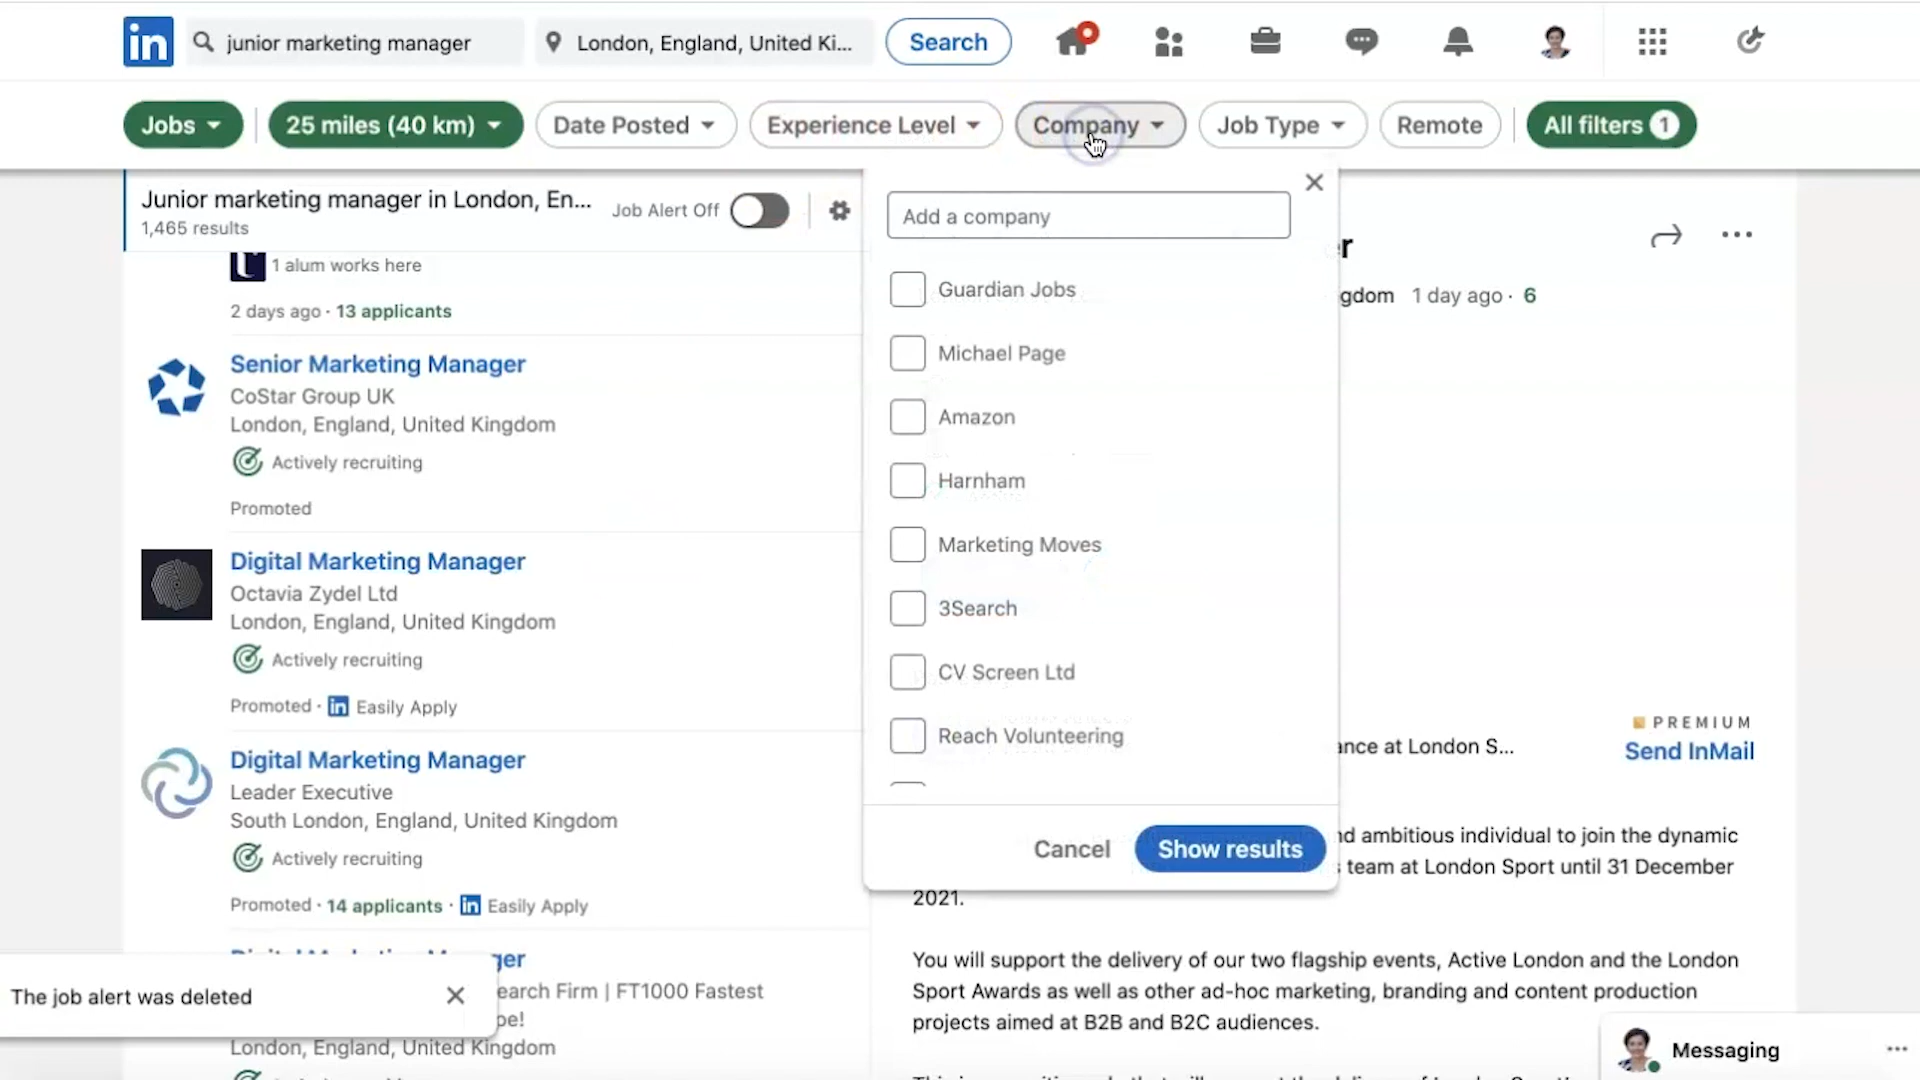 in
junior marketing manager
London, England, United Ki...
Search
Jobs
25 miles (40 km)
Date Posted
Experience Level
Company
Job Type
Remote
All filters 1
Junior marketing manager in London, En...
1,465 results
Job Alert Off
1 alum works here
2 days ago · 13 applicants
Senior Marketing Manager
CoStar Group UK
London, England, United Kingdom
Actively recruiting
Promoted
Digital Marketing Manager
Octavia Zydel Ltd
London, England, United Kingdom
Actively recruiting
Promoted · in Easily Apply
Digital Marketing Manager
Leader Executive
South London, England, United Kingdom
Actively recruiting
Promoted · 14 applicants · in Easily Apply
earch Firm | FT1000 Fastest
pe!
London, England, United Kingdom
The job alert was deleted
Add a company
Guardian Jobs
Michael Page
Amazon
Harnham
Marketing Moves
3Search
CV Screen Ltd
Reach Volunteering
Cancel
Show results
r
gdom 1 day ago · 6
PREMIUM
ance at London S...
Send InMail
nd ambitious individual to join the dynamic
s team at London Sport until 31 December
2021.
You will support the delivery of our two flagship events, Active London and the London
Sport Awards as well as other ad-hoc marketing, branding and content production
projects aimed at B2B and B2C audiences.
Messaging